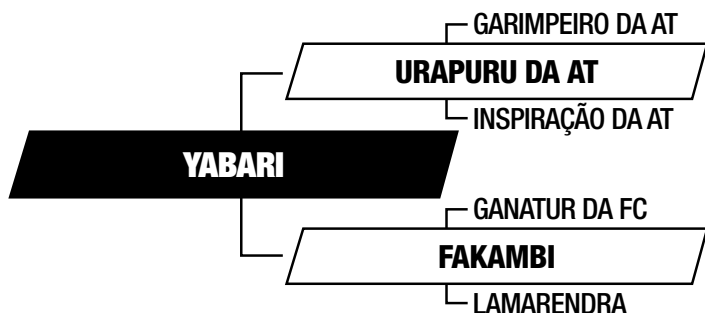 GARIMPEIRO DA AT
URAPURU DA AT
INSPIRAÇÃO DA AT
YABARI
GANATUR DA FC
FAKAMBI
LAMARENDRA